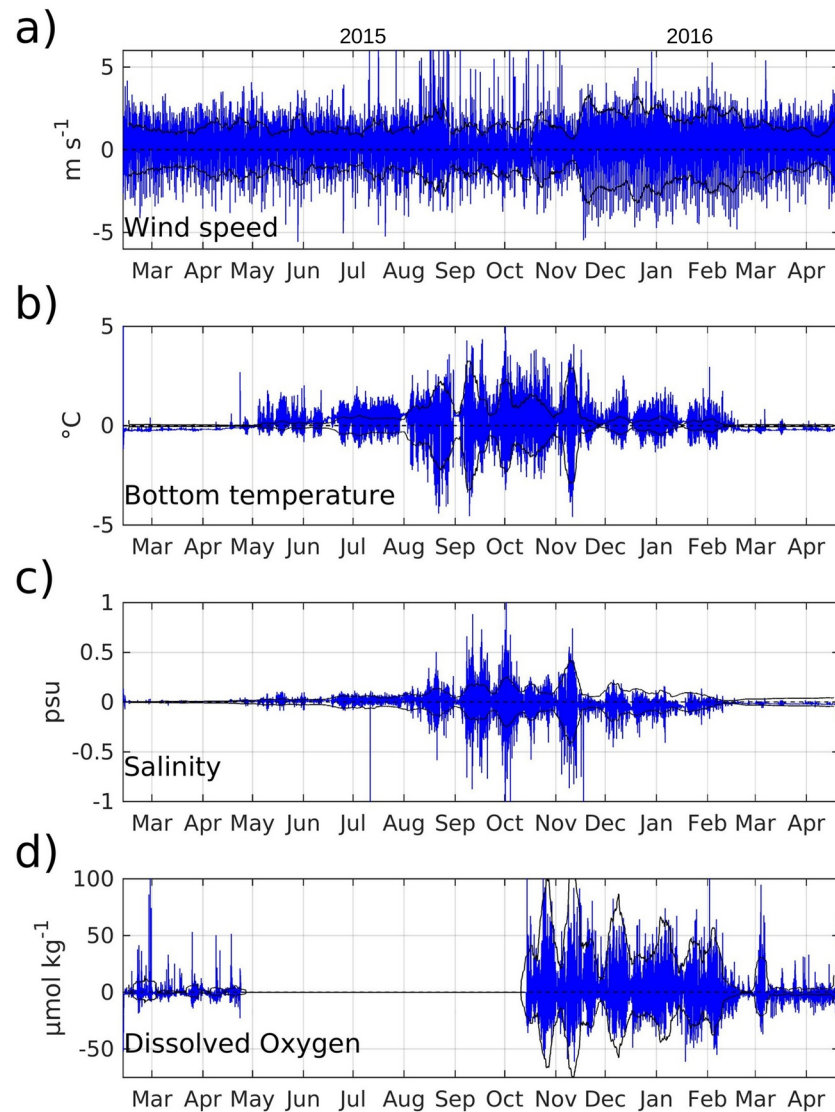 a)
2015 2016
5
0
-5
m s-1
Wind speed
Mar Apr May Jun Jul Aug Sep Oct Nov Dec Jan Feb Mar Apr
b)
5
0
-5
°C
Bottom temperature
Mar Apr May Jun Jul Aug Sep Oct Nov Dec Jan Feb Mar Apr
c)
1
0.5
0
-0.5
-1
psu
Salinity
Mar Apr May Jun Jul Aug Sep Oct Nov Dec Jan Feb Mar Apr
d)
100
50
0
-50
µmol kg-1
Dissolved Oxygen
Mar Apr May Jun Jul Aug Sep Oct Nov Dec Jan Feb Mar Apr